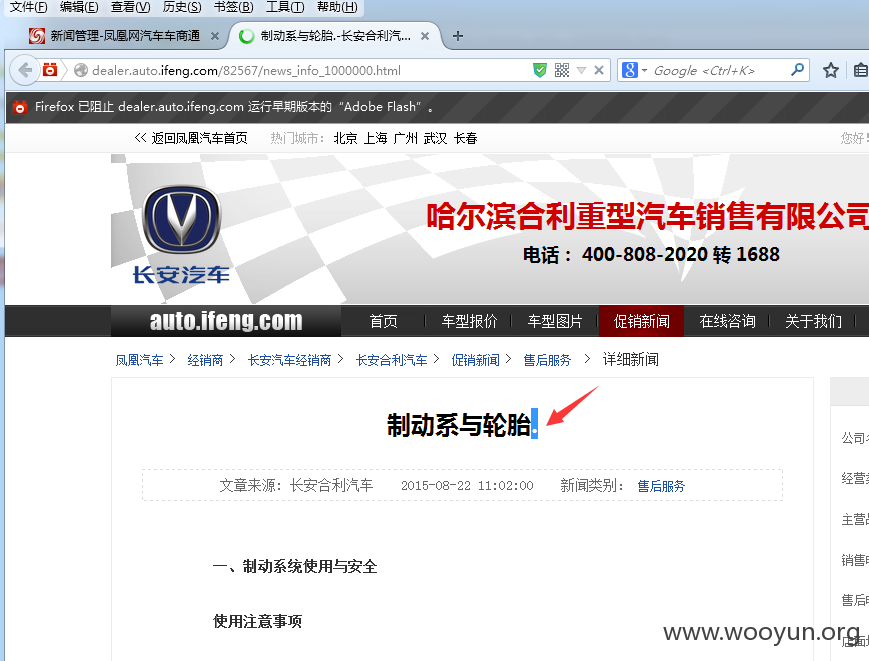 文件(F) 编辑(E) 查看(V) 历史(S) 书签(B) 工具(T) 帮助(H)
新闻管理-凤凰网汽车车商通 × 制动系与轮胎.-长安合利汽... × +
dealer.auto.ifeng.com/82567/news_info_1000000.html
Google <Ctrl+K>
Firefox 已阻止 dealer.auto.ifeng.com 运行早期版本的“Adobe Flash”。
<< 返回凤凰汽车首页 热门城市： 北京 上海 广州 武汉 长春 您好!
哈尔滨合利重型汽车销售有限公司
电话： 400-808-2020 转 1688
长安汽车
auto.ifeng.com 首页 车型报价 车型图片 促销新闻 在线咨询 关于我们
凤凰汽车 > 经销商 > 长安汽车经销商 > 长安合利汽车 > 促销新闻 > 售后服务 > 详细新闻
制动系与轮胎.
公司
文章来源： 长安合利汽车 2015-08-22 11:02:00 新闻类别： 售后服务
经营
主营
销售
一、制动系统使用与安全
售后
使用注意事项
www.wooyun.org